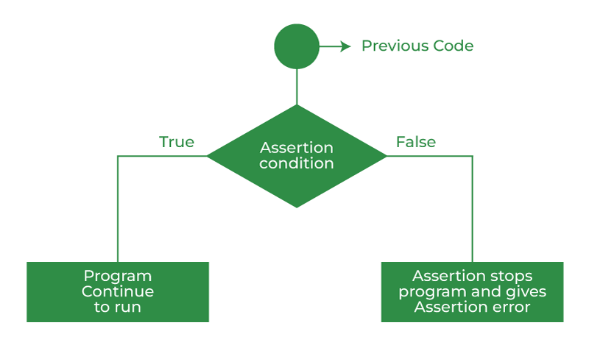 Previous Code
True
Assertion
condition
False
Program
Continue
to run
Assertion stops
program and gives
Assertion error